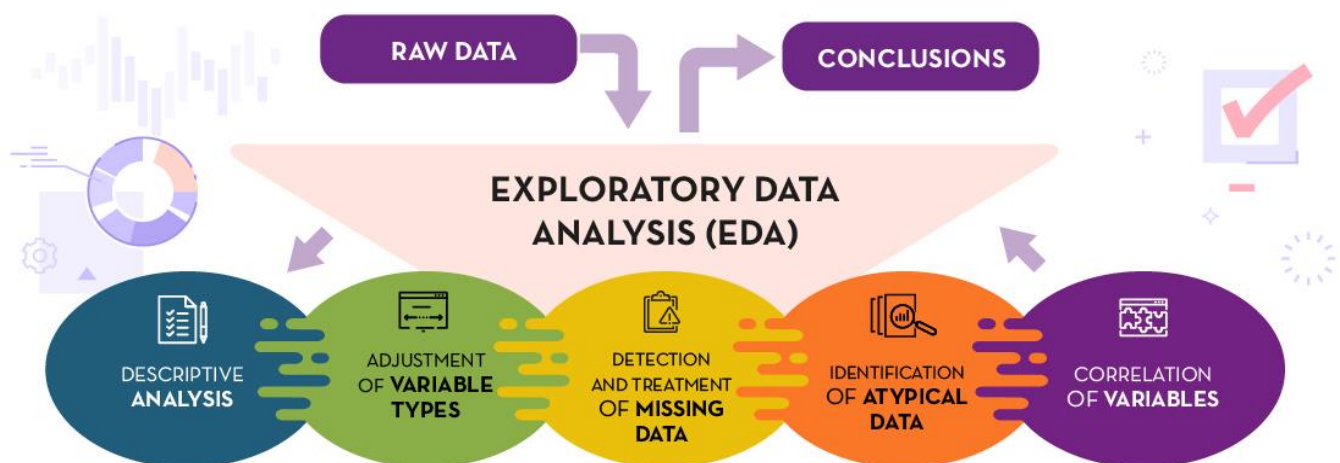 RAW DATA
CONCLUSIONS
EXPLORATORY DATA
ANALYSIS (EDA)
DESCRIPTIVE
ANALYSIS
ADJUSTMENT
OF VARIABLE
TYPES
DETECTION
AND TREATMENT
OF MISSING
DATA
IDENTIFICATION
OF ATYPICAL
DATA
CORRELATION
OF VARIABLES